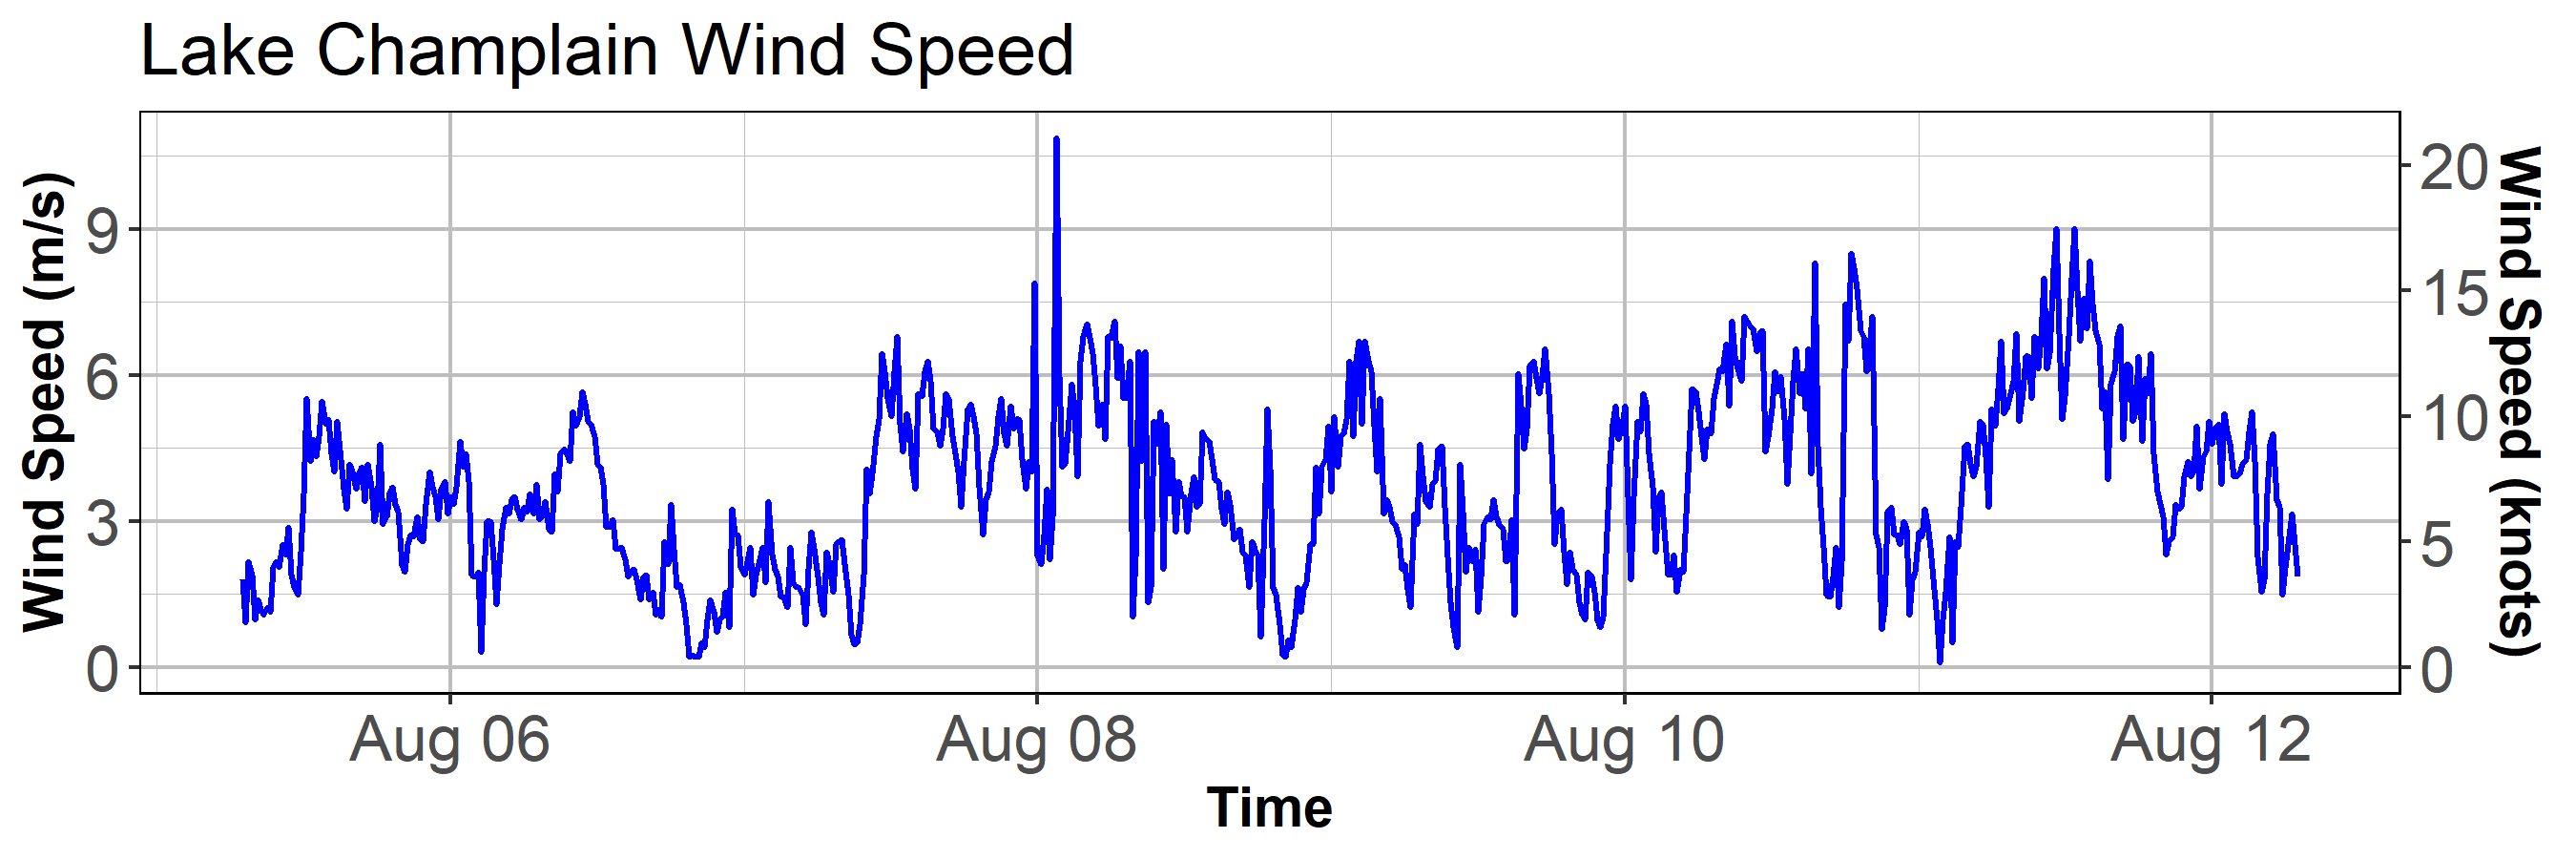 Lake Champlain Wind Speed
Wind Speed (m/s)
9
6
3
0
20
15
10
5
0
Wind Speed (knots)
Aug 06
Aug 08
Aug 10
Aug 12
Time